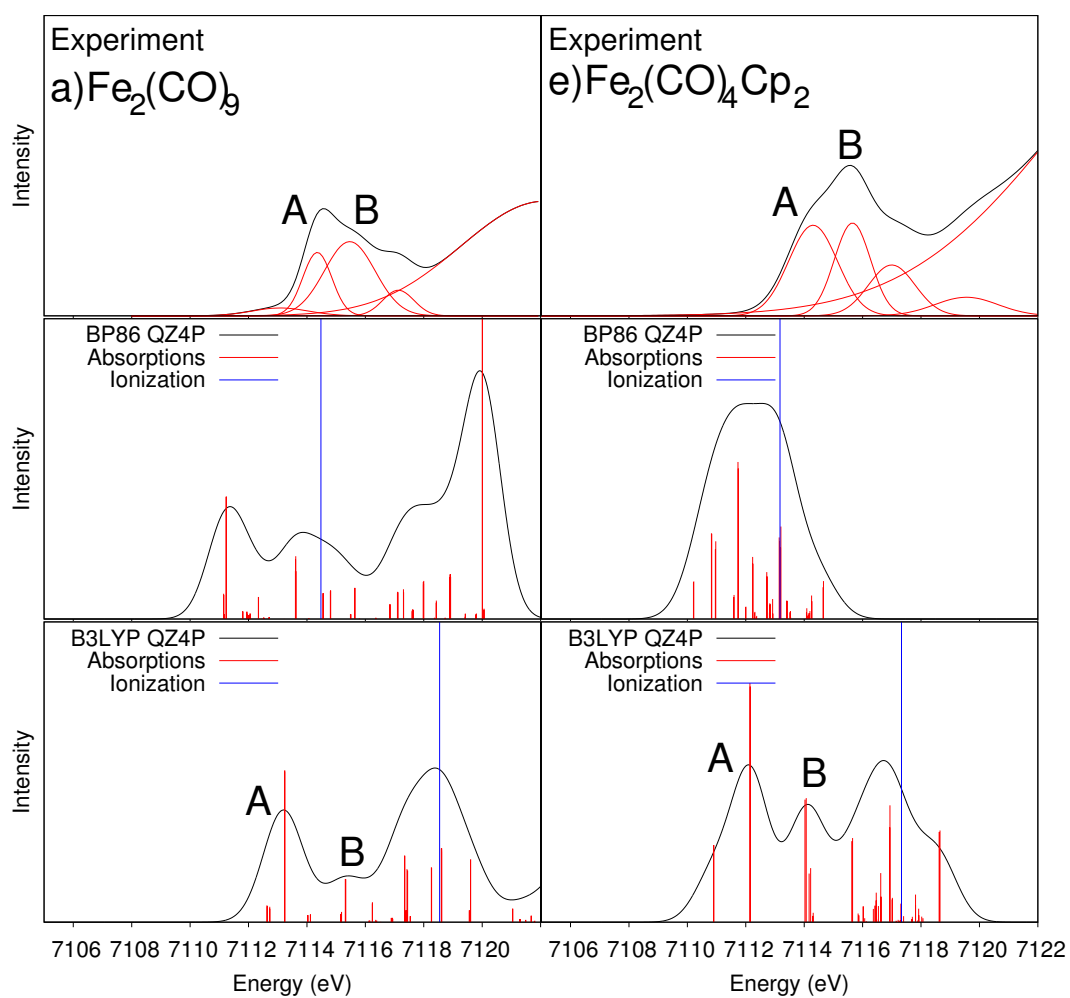 Experiment
a)Fe2(CO)9
A
B
Intensity
Experiment
e)Fe2(CO)4Cp2
A
B
BP86 QZ4P
Absorptions
Ionization
Intensity
BP86 QZ4P
Absorptions
Ionization
B3LYP QZ4P
Absorptions
Ionization
A
B
Intensity
B3LYP QZ4P
Absorptions
Ionization
A
B
7106 7108 7110 7112 7114 7116 7118 7120
Energy (eV)
7106 7108 7110 7112 7114 7116 7118 7120 7122
Energy (eV)